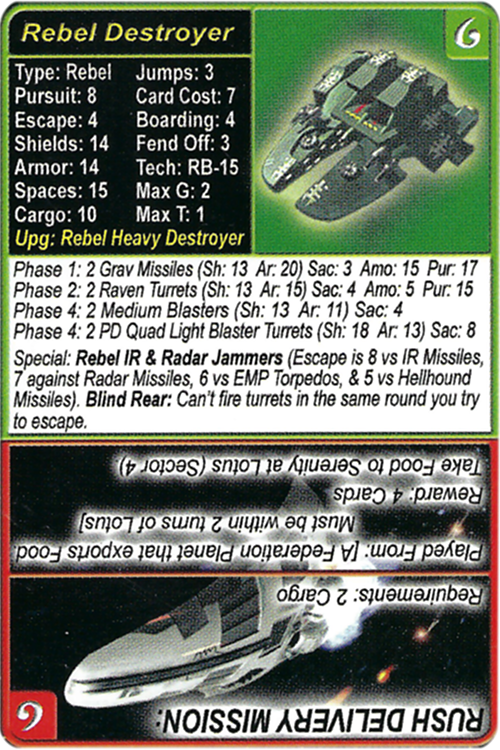 Rebel Destroyer
6
Type: Rebel Jumps: 3
Pursuit: 8 Card Cost: 7
Escape: 4 Boarding: 4
Shields: 14 Fend Off: 3
Armor: 14 Tech: RB-15
Spaces: 15 Max G: 2
Cargo: 10 Max T: 1
Upg: Rebel Heavy Destroyer
Phase 1: 2 Grav Missiles (Sh: 13 Ar: 20) Sac: 3 Amo: 15 Pur: 17
Phase 2: 2 Raven Turrets (Sh: 13 Ar: 15) Sac: 4 Amo: 5 Pur: 15
Phase 4: 2 Medium Blasters (Sh: 13 Ar: 11) Sac: 4
Phase 4: 2 PD Quad Light Blaster Turrets (Sh: 18 Ar: 13) Sac: 8
Special: Rebel IR & Radar Jammers (Escape is 8 vs IR Missiles,
7 against Radar Missiles, 6 vs EMP Torpedos, & 5 vs Hellhound
Missiles). Blind Rear: Can't fire turrets in the same round you try
to escape.
RUSH DELIVERY MISSION:
6
Requirements: 2 Cargo
Played From: [A Federation Planet that exports Food
Must be within 2 turns of Lotus]
Reward: 4 Cards
Take Food to Serenity at Lotus (Sector 4)